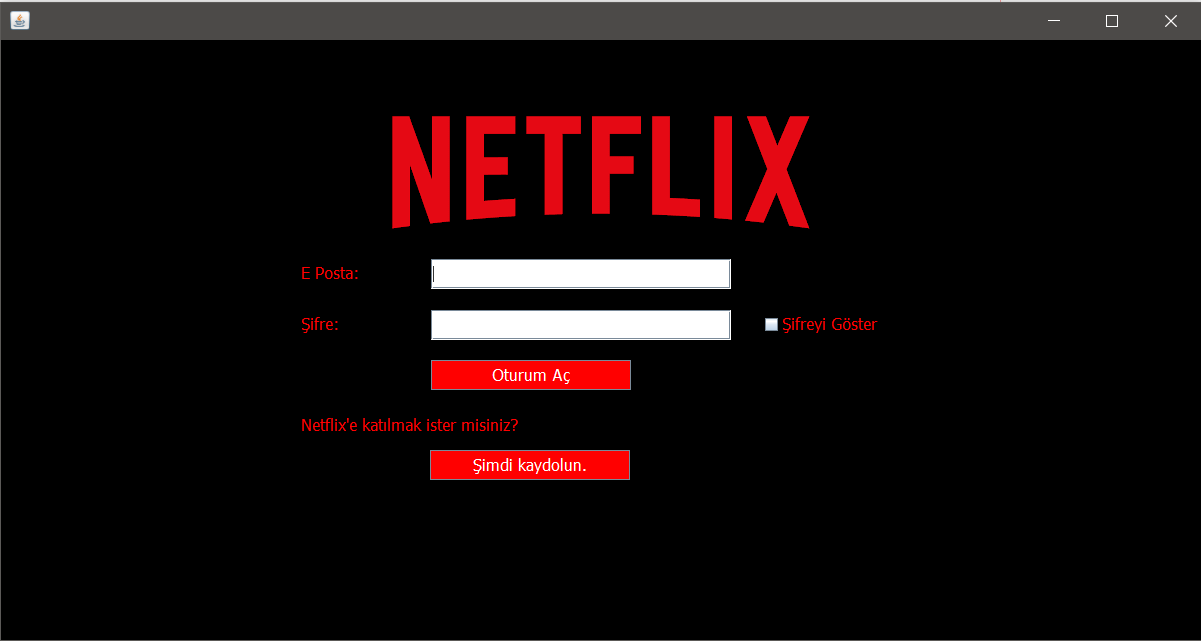 NETFLIX
E Posta:
Şifre:
Şifreyi Göster
Oturum Aç
Netflix'e katılmak ister misiniz?
Şimdi kaydolun.